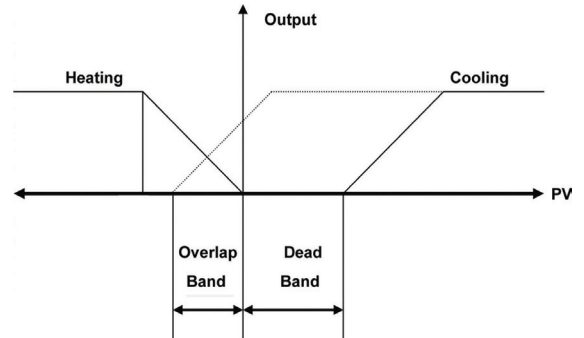 Output
Heating
Cooling
PV
Overlap
Band
Dead
Band